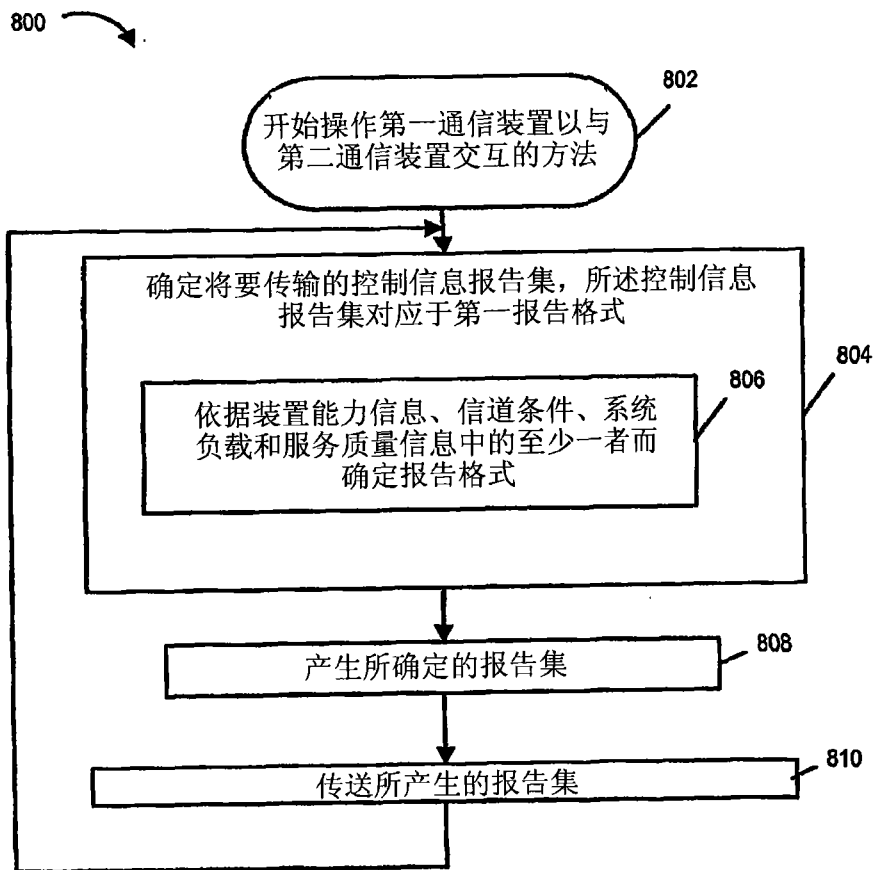 800
802
开始操作第一通信装置以与
第二通信装置交互的方法
确定将要传输的控制信息报告集，所述控制信息
报告集对应于第一报告格式
804
806
依据装置能力信息、信道条件、系统
负载和服务质量信息中的至少一者而
确定报告格式
808
产生所确定的报告集
810
传送所产生的报告集